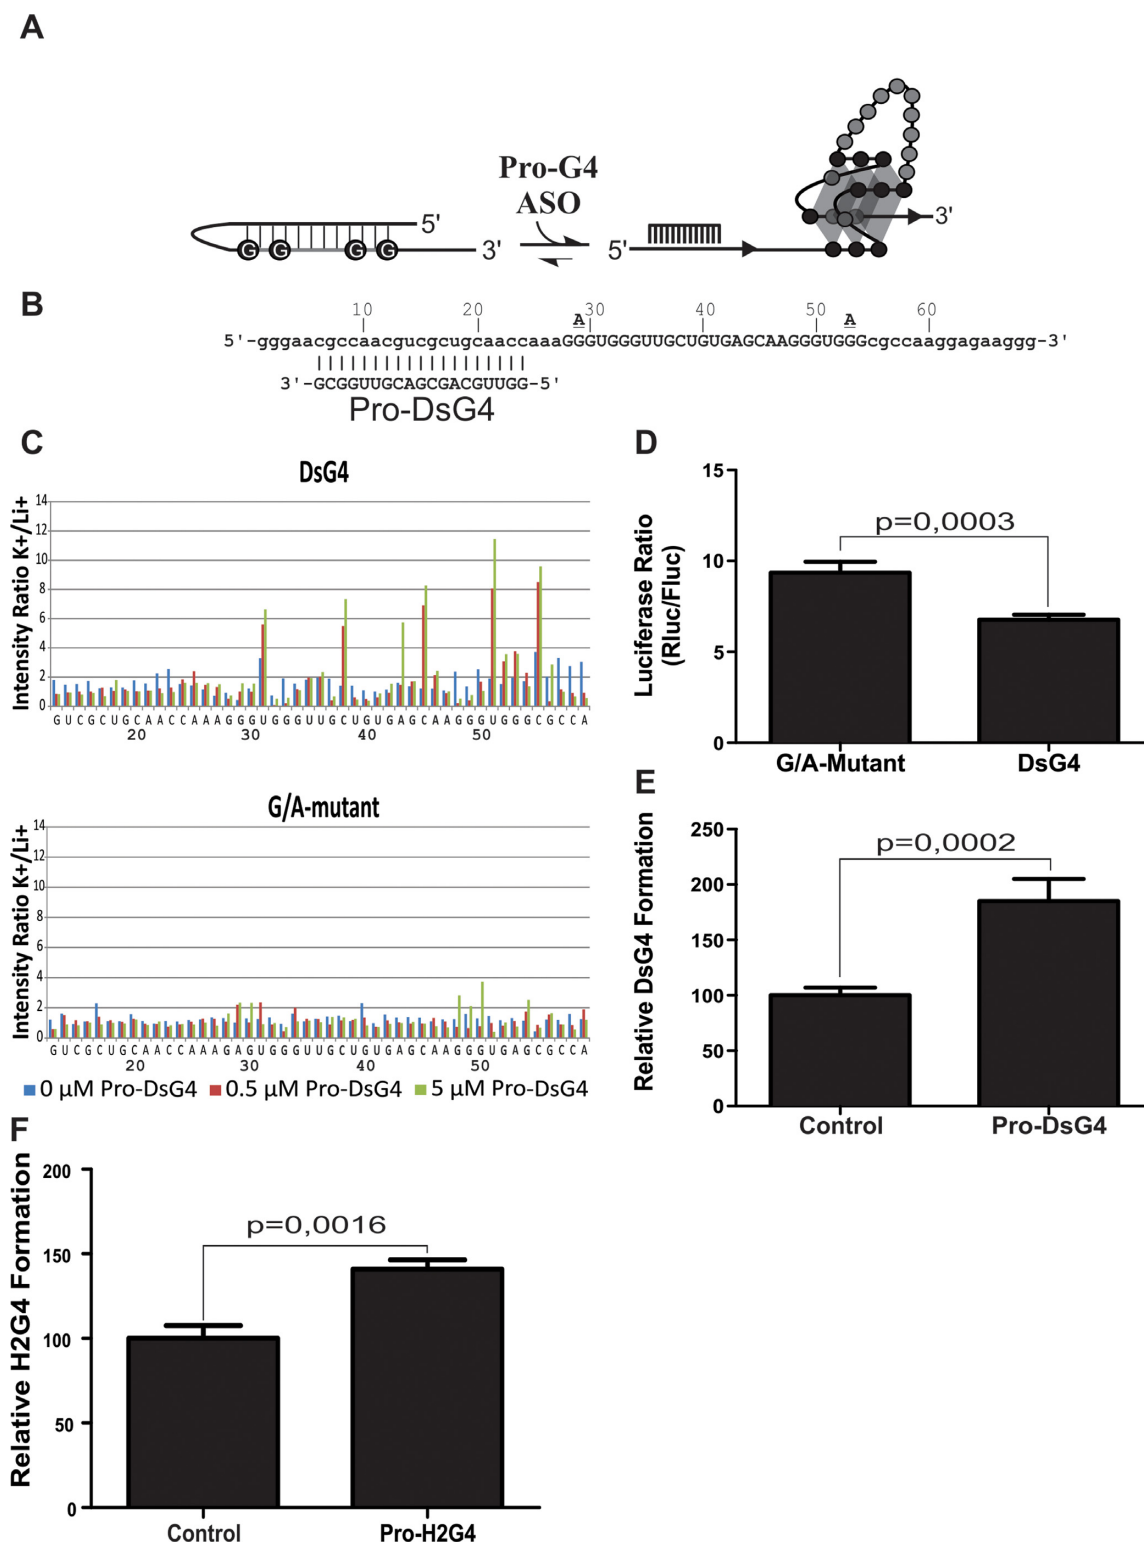 A
Pro-G4
ASO
5'
3'
5'
3'
G G G G
B
10 20 30 40 50 60
A A
5'-gggaacgccaacgucgcugcaaccaaaGGGUGGGUUGCUGUGAGCAAGGGUGGGcgccaaggagaaggg-3'
3'-GCGGUUGCAGCGACGUUGG-5'
Pro-DsG4
C
DsG4
Intensity Ratio K+/Li+
14
12
10
8
6
4
2
0
G U C G C U G C A A C C A A A G G G U G G G U U G C U G U G A G C A A G G G U G G G C G C C A
20 30 40 50
G/A-mutant
Intensity Ratio K+/Li+
14
12
10
8
6
4
2
0
G U C G C U G C A A C C A A A G A G U G G G U U G C U G U G A G C A A G G G U G A G C G C C A
20 30 40 50
0 µM Pro-DsG4 0.5 µM Pro-DsG4 5 µM Pro-DsG4
D
Luciferase Ratio
(Rluc/Fluc)
15
10
5
0
p=0,0003
G/A-Mutant DsG4
E
Relative DsG4 Formation
250
200
150
100
50
0
p=0,0002
Control Pro-DsG4
F
Relative H2G4 Formation
200
150
100
50
0
p=0,0016
Control Pro-H2G4